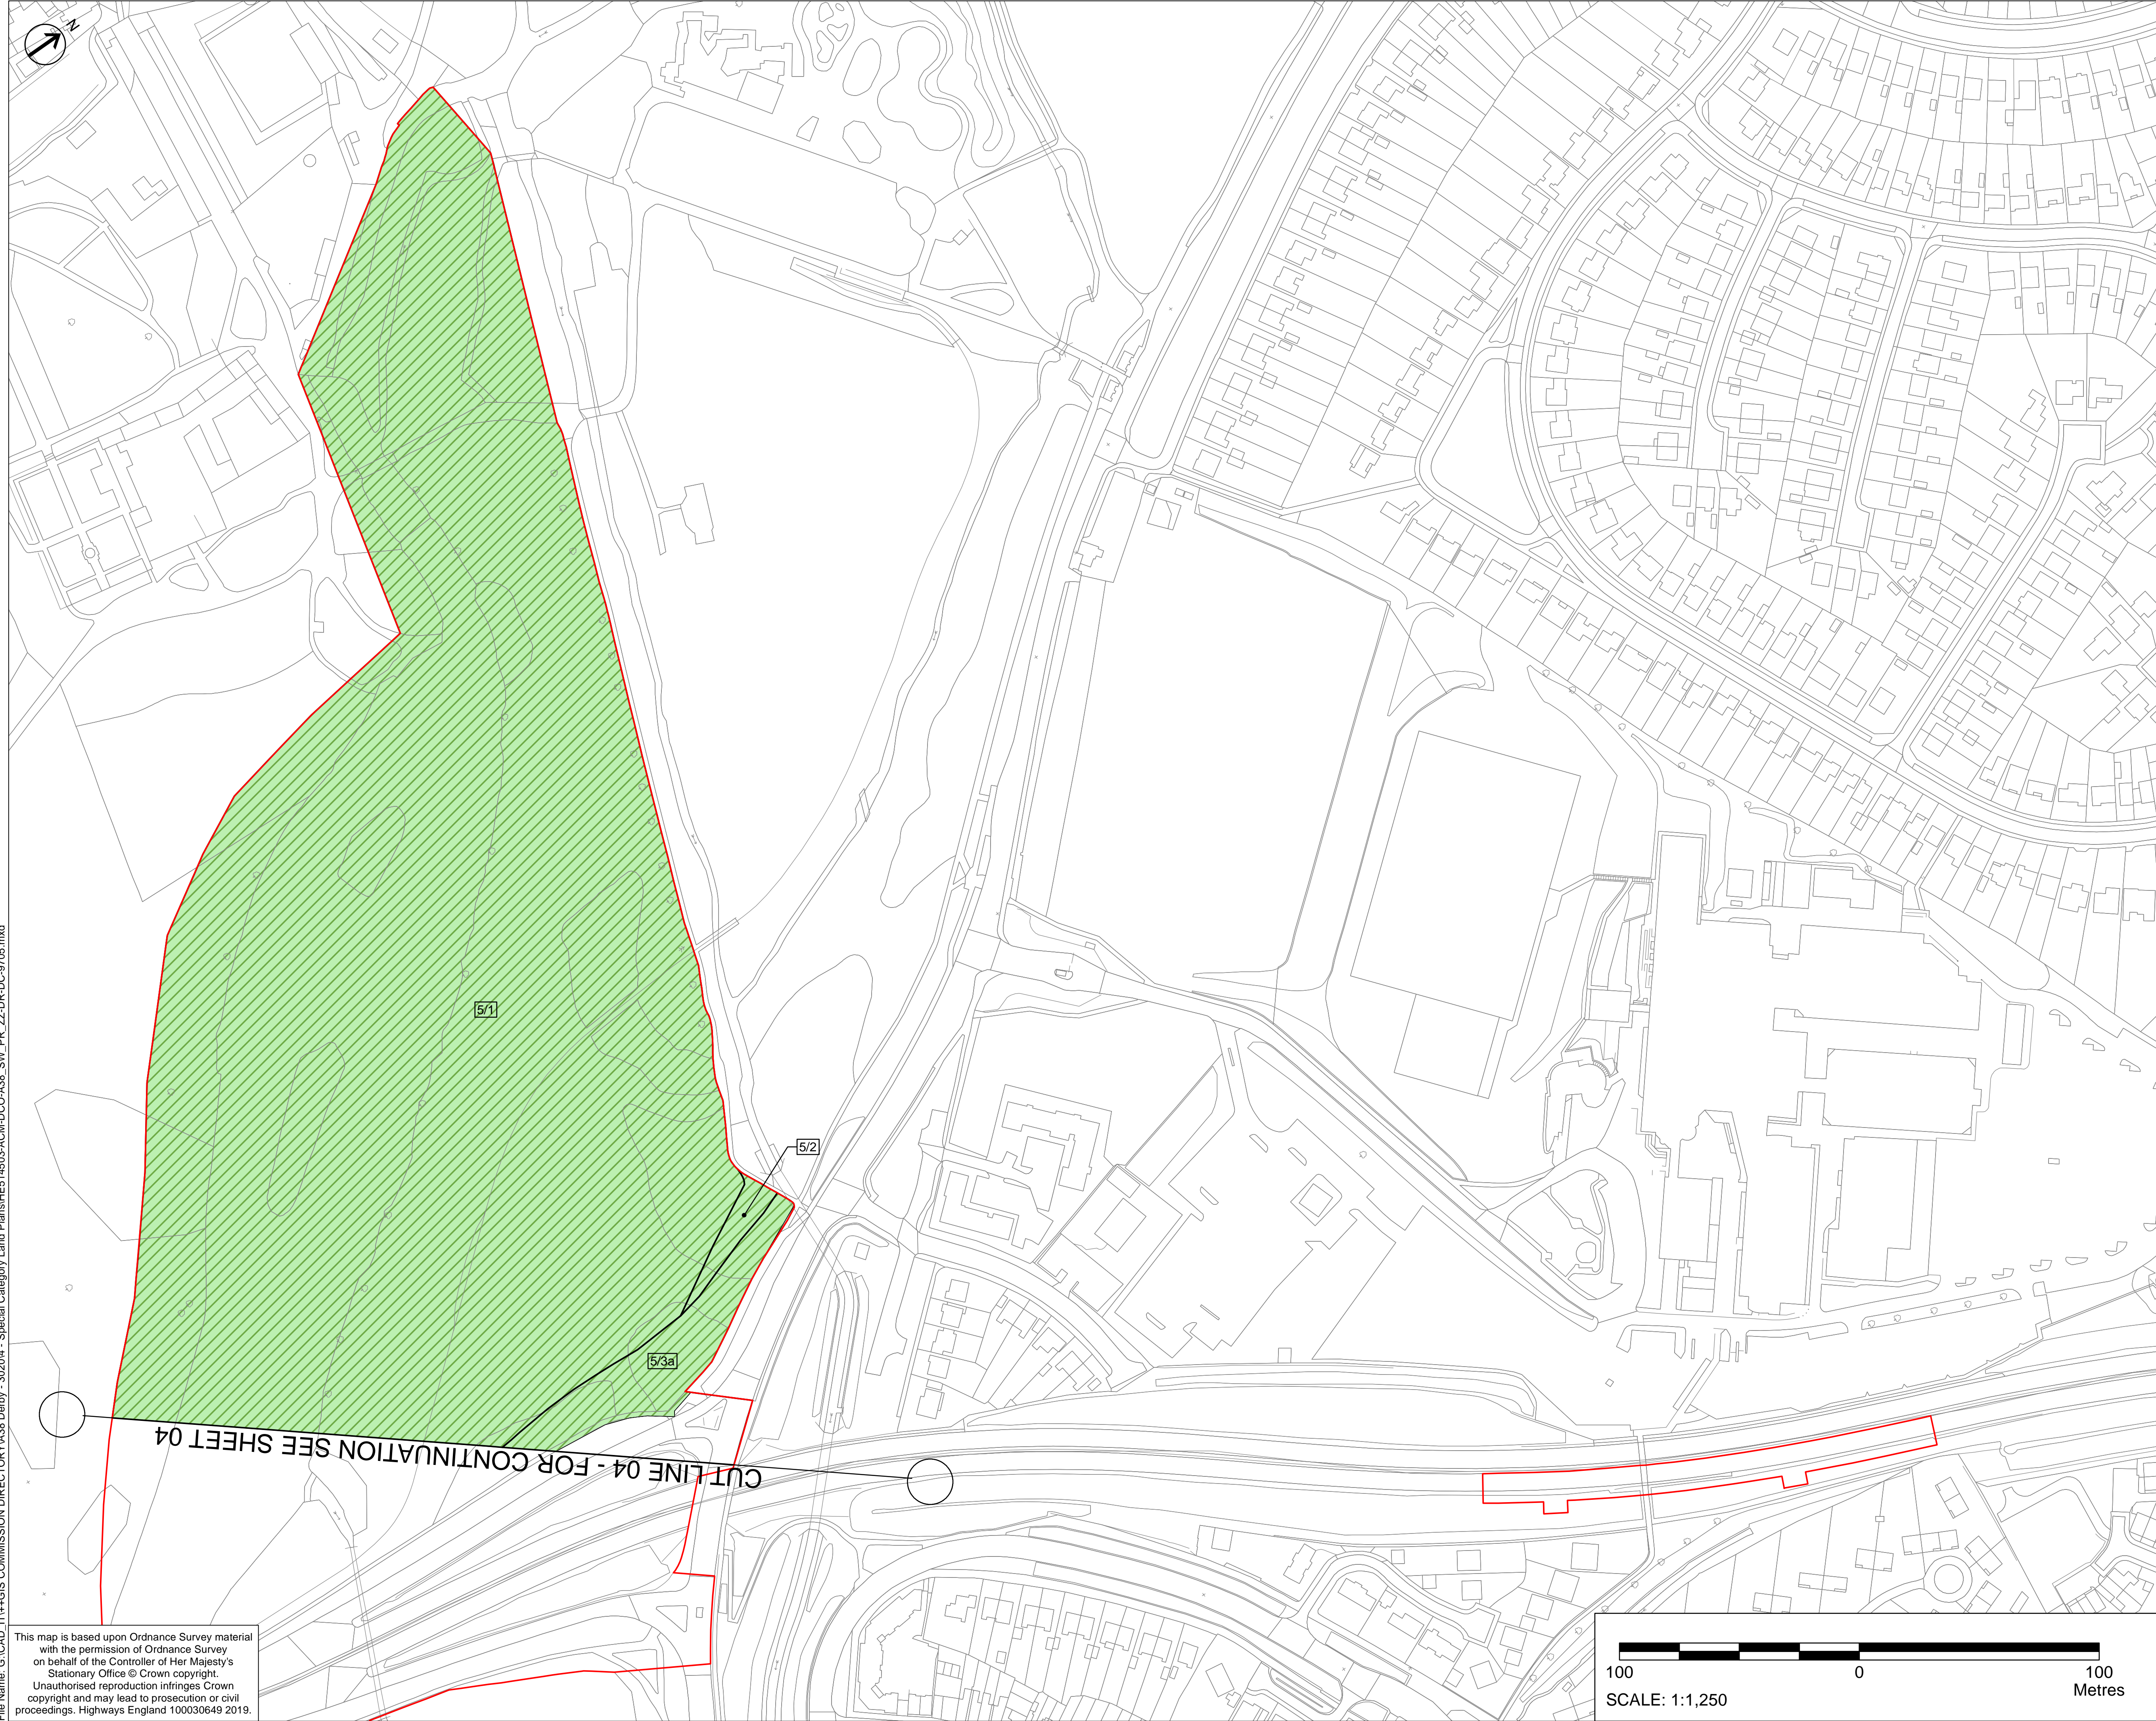 N
5/1
5/2
5/3a
CUT LINE 04 - FOR CONTINUATION SEE SHEET 04
This map is based upon Ordnance Survey material
with the permission of Ordnance Survey
on behalf of the Controller of Her Majesty's
Stationary Office © Crown copyright.
Unauthorised reproduction infringes Crown
copyright and may lead to prosecution or civil
proceedings. Highways England 100030649 2019.
100 0 100
Metres
SCALE: 1:1,250